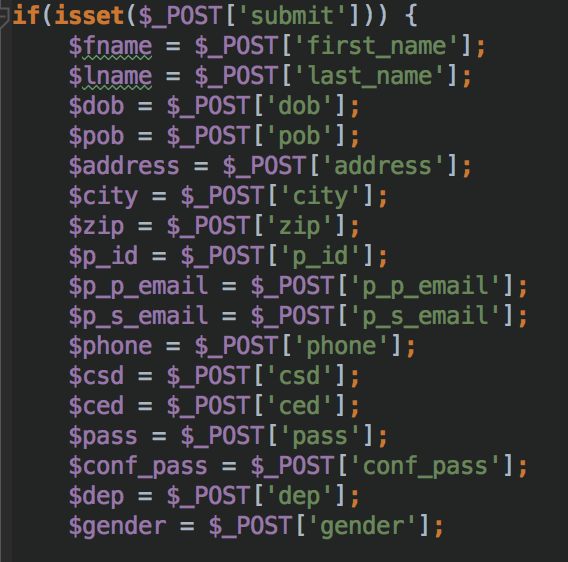 if(isset($_POST['submit'])) {
$fname = $_POST['first_name'];
$lname = $_POST['last_name'];
$dob = $_POST['dob'];
$pob = $_POST['pob'];
$address = $_POST['address'];
$city = $_POST['city'];
$zip = $_POST['zip'];
$p_id = $_POST['p_id'];
$p_p_email = $_POST['p_p_email'];
$p_s_email = $_POST['p_s_email'];
$phone = $_POST['phone'];
$csd = $_POST['csd'];
$ced = $_POST['ced'];
$pass = $_POST['pass'];
$conf_pass = $_POST['conf_pass'];
$dep = $_POST['dep'];
$gender = $_POST['gender'];